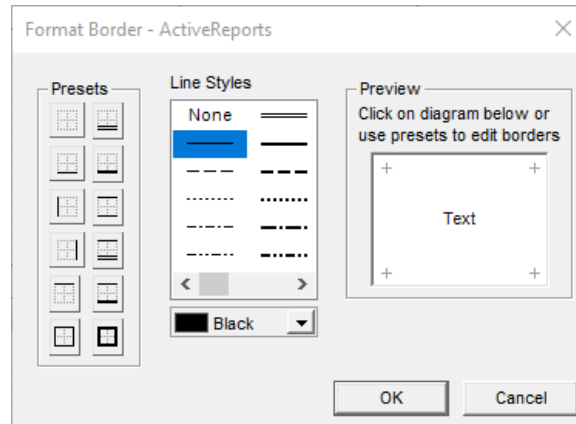 Format Border - ActiveReports
Presets
Line Styles
None
Black
Preview
Click on diagram below or
use presets to edit borders
Text
OK
Cancel